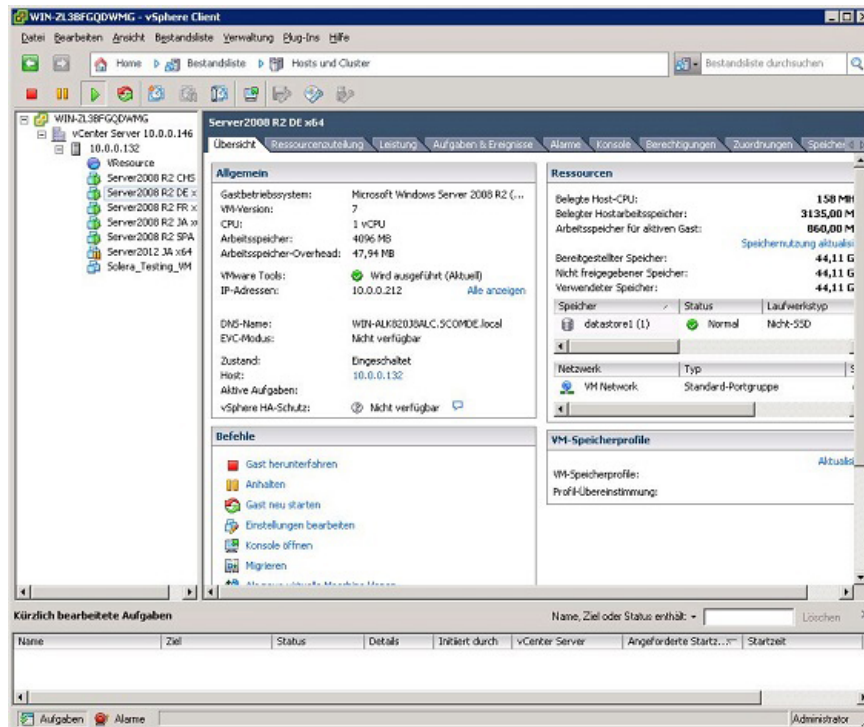 WIN-ZL3BFGQDWMG - vSphere Client
Datei Bearbeiten Ansicht Bestandsliste Verwaltung Plug-Ins Hilfe
Home Bestandsliste Hosts und Cluster Bestandsliste durchsuchen
WIN-ZL3BFGQDWMG
vCenter Server 10.0.0.146
10.0.0.132
VResource
Server2008 R2 CHS
Server2008 R2 DE x
Server2008 R2 FR x
Server2008 R2 JA x
Server2008 R2 SPA
Server2012 JA x64
Solera_Testing_VM
Server2008 R2 DE x64
Übersicht Ressourcenzuteilung Leistung Aufgaben & Ereignisse Alarme Konsole Berechtigungen Zuordnungen Speicher
Allgemein
Gastbetriebssystem: Microsoft Windows Server 2008 R2 (...
VM-Version: 7
CPU: 1 vCPU
Arbeitsspeicher: 4096 MB
Arbeitsspeicher-Overhead: 47,94 MB
VMware Tools: Wird ausgeführt (Aktuell)
IP-Adressen: 10.0.0.212 Alle anzeigen
DNS-Name: WIN-ALK82038ALC.SCOMDE.local
EVC-Modus: Nicht verfügbar
Zustand: Eingeschaltet
Host: 10.0.0.132
Aktive Aufgaben:
vSphere HA-Schutz: Nicht verfügbar
Befehle
Gast herunterfahren
Anhalten
Gast neu starten
Einstellungen bearbeiten
Konsole öffnen
Migrieren
Ressourcen
Belegte Host-CPU: 158 MH
Belegter Hostarbeitsspeicher: 3135,00 M
Arbeitsspeicher für aktiven Gast: 860,00 M
Speichernutzung aktualisi
Bereitgestellter Speicher: 44,11 G
Nicht freigegebener Speicher: 44,11 G
Verwendeter Speicher: 44,11 G
Speicher Status Laufwerkstyp
datastore1 (1) Normal Nicht-SSD
Netzwerk Typ S
VM Network Standard-Portgruppe
VM-Speicherprofile
Aktualisi
VM-Speicherprofile:
Profil-Übereinstimmung:
Kürzlich bearbeitete Aufgaben Name, Ziel oder Status enthält: Löschen
Name Ziel Status Details Initiiert durch vCenter Server Angeforderte Startz... Startzeit
Aufgaben Alarme Administrator